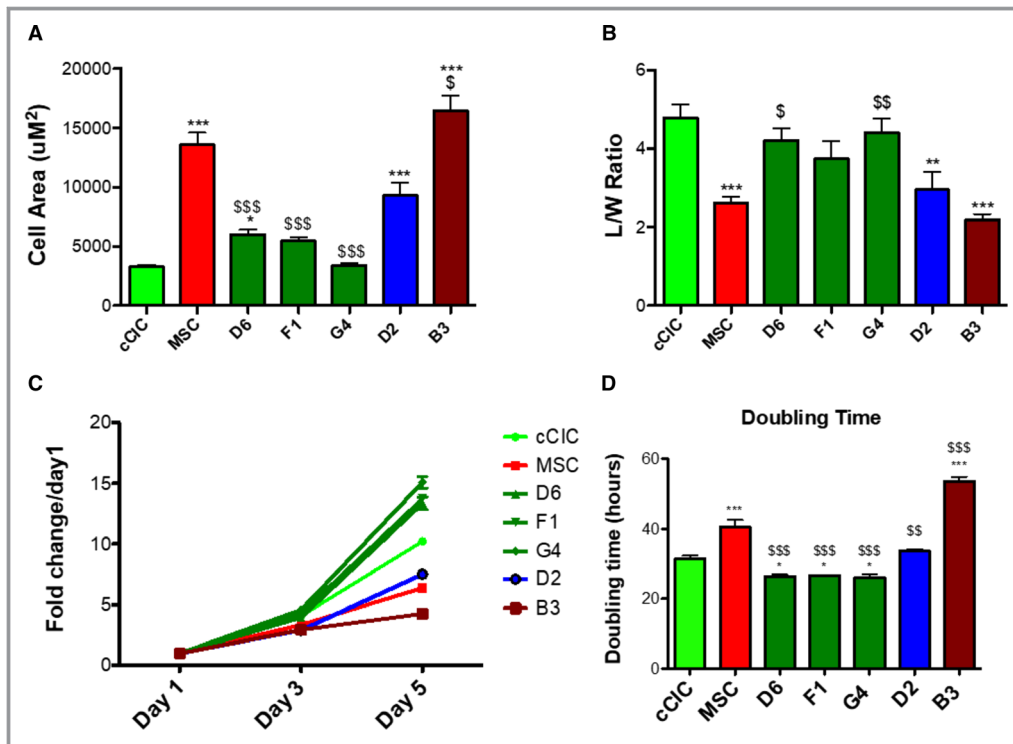 A
Cell Area (uM²)
20000
15000
10000
5000
0
***
$$$
*
$$$
$$$
***
***
$
cCIC
MSC
D6
F1
G4
D2
B3
B
L/W Ratio
6
4
2
0
***
$
$$
**
***
cCIC
MSC
D6
F1
G4
D2
B3
C
Fold change/day1
20
15
10
5
0
Day 1
Day 3
Day 5
cCIC
MSC
D6
F1
G4
D2
B3
D
Doubling Time
Doubling time (hours)
60
40
20
0
***
$$$
*
$$$
*
$$$
*
$$
$$$
***
cCIC
MSC
D6
F1
G4
D2
B3